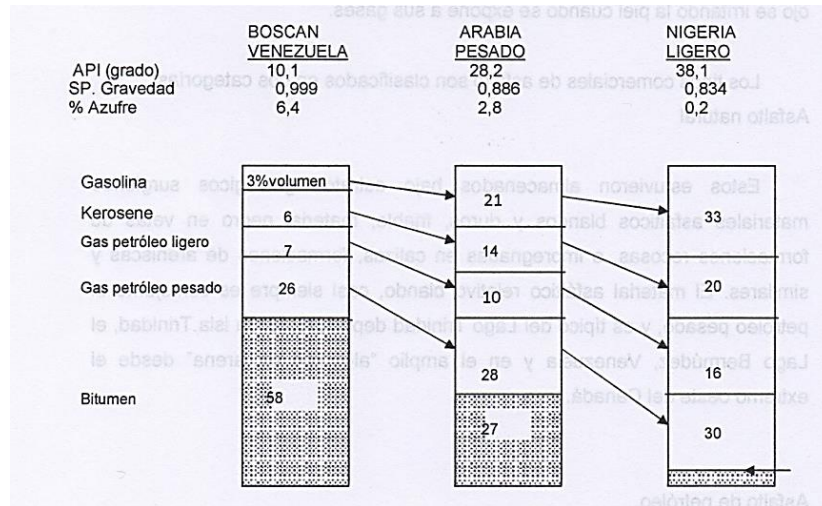 BOSCAN ARABIA NIGERIA
VENEZUELA PESADO LIGERO
API (grado) 10,1 28,2 38,1
SP. Gravedad 0,999 0,886 0,834
% Azufre 6,4 2,8 0,2
Gasolina 3%volumen 21 33
Kerosene 6 14 20
Gas petróleo ligero 7 10 16
Gas petróleo pesado 26 28 30
Bitumen 58 27